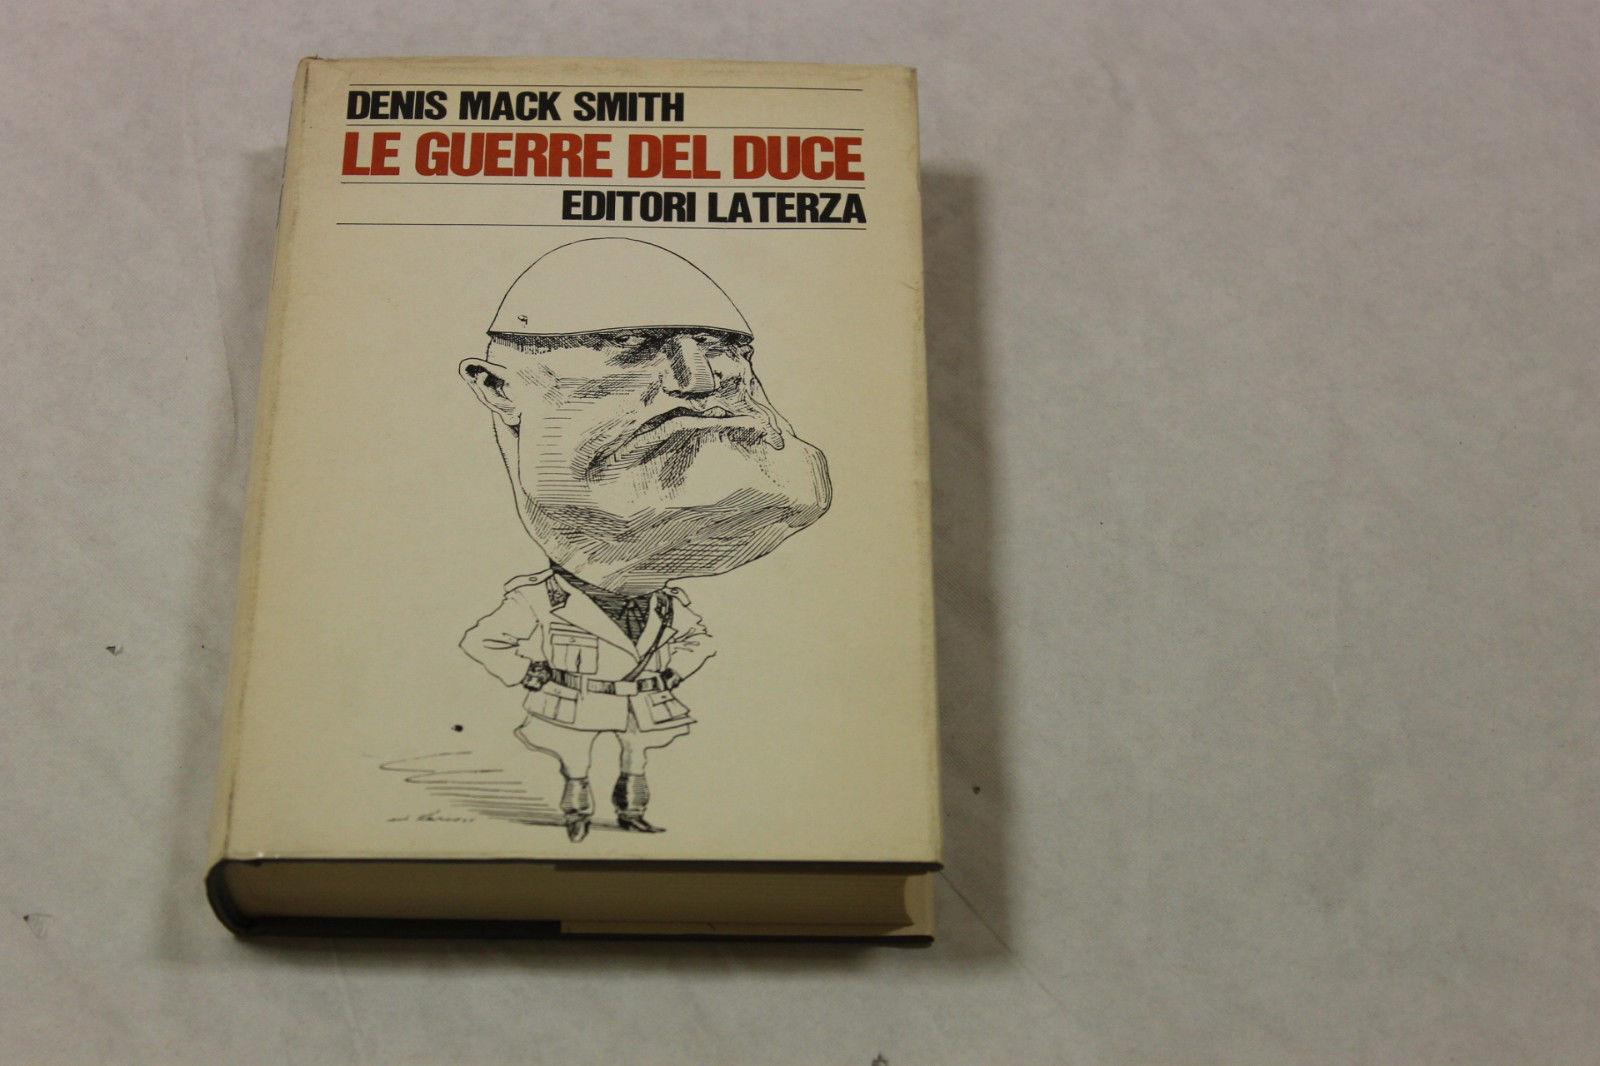 DENIS MACK SMITH
LE GUERRE DEL DUCE
EDITORI LATERZA